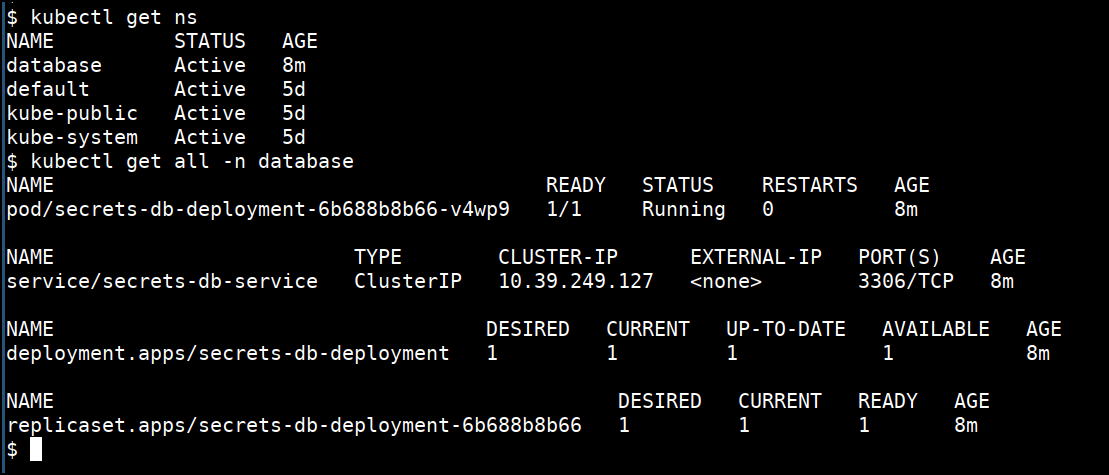 $ kubectl get ns
NAME          STATUS   AGE
database      Active   8m
default       Active   5d
kube-public   Active   5d
kube-system   Active   5d
$ kubectl get all -n database
NAME                                         READY   STATUS    RESTARTS   AGE
pod/secrets-db-deployment-6b688b8b66-v4wp9   1/1     Running   0          8m

NAME                         TYPE        CLUSTER-IP      EXTERNAL-IP   PORT(S)    AGE
service/secrets-db-service   ClusterIP   10.39.249.127   <none>        3306/TCP   8m

NAME                                    DESIRED   CURRENT   UP-TO-DATE   AVAILABLE   AGE
deployment.apps/secrets-db-deployment   1         1         1            1           8m

NAME                                               DESIRED   CURRENT   READY   AGE
replicaset.apps/secrets-db-deployment-6b688b8b66   1         1         1       8m
$